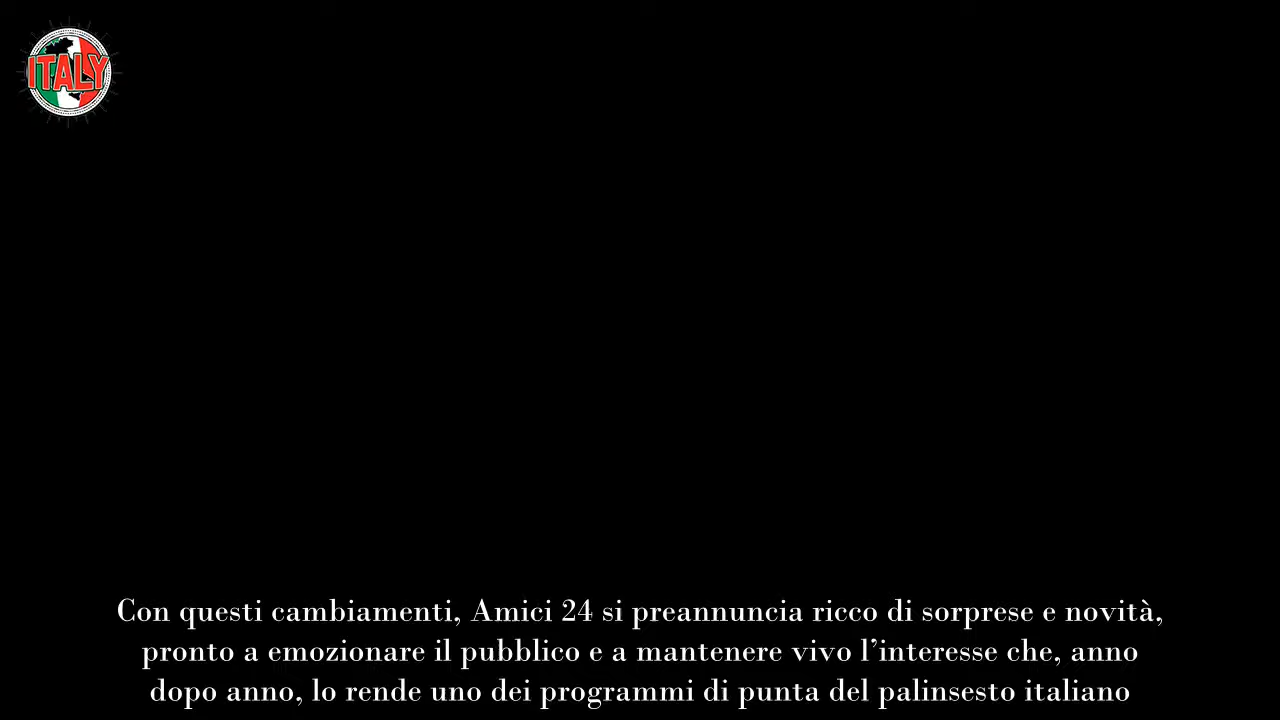 ITALY
Con questi cambiamenti, Amici 24 si preannuncia ricco di sorprese e novità,
pronto a emozionare il pubblico e a mantenere vivo l’interesse che, anno
dopo anno, lo rende uno dei programmi di punta del palinsesto italiano